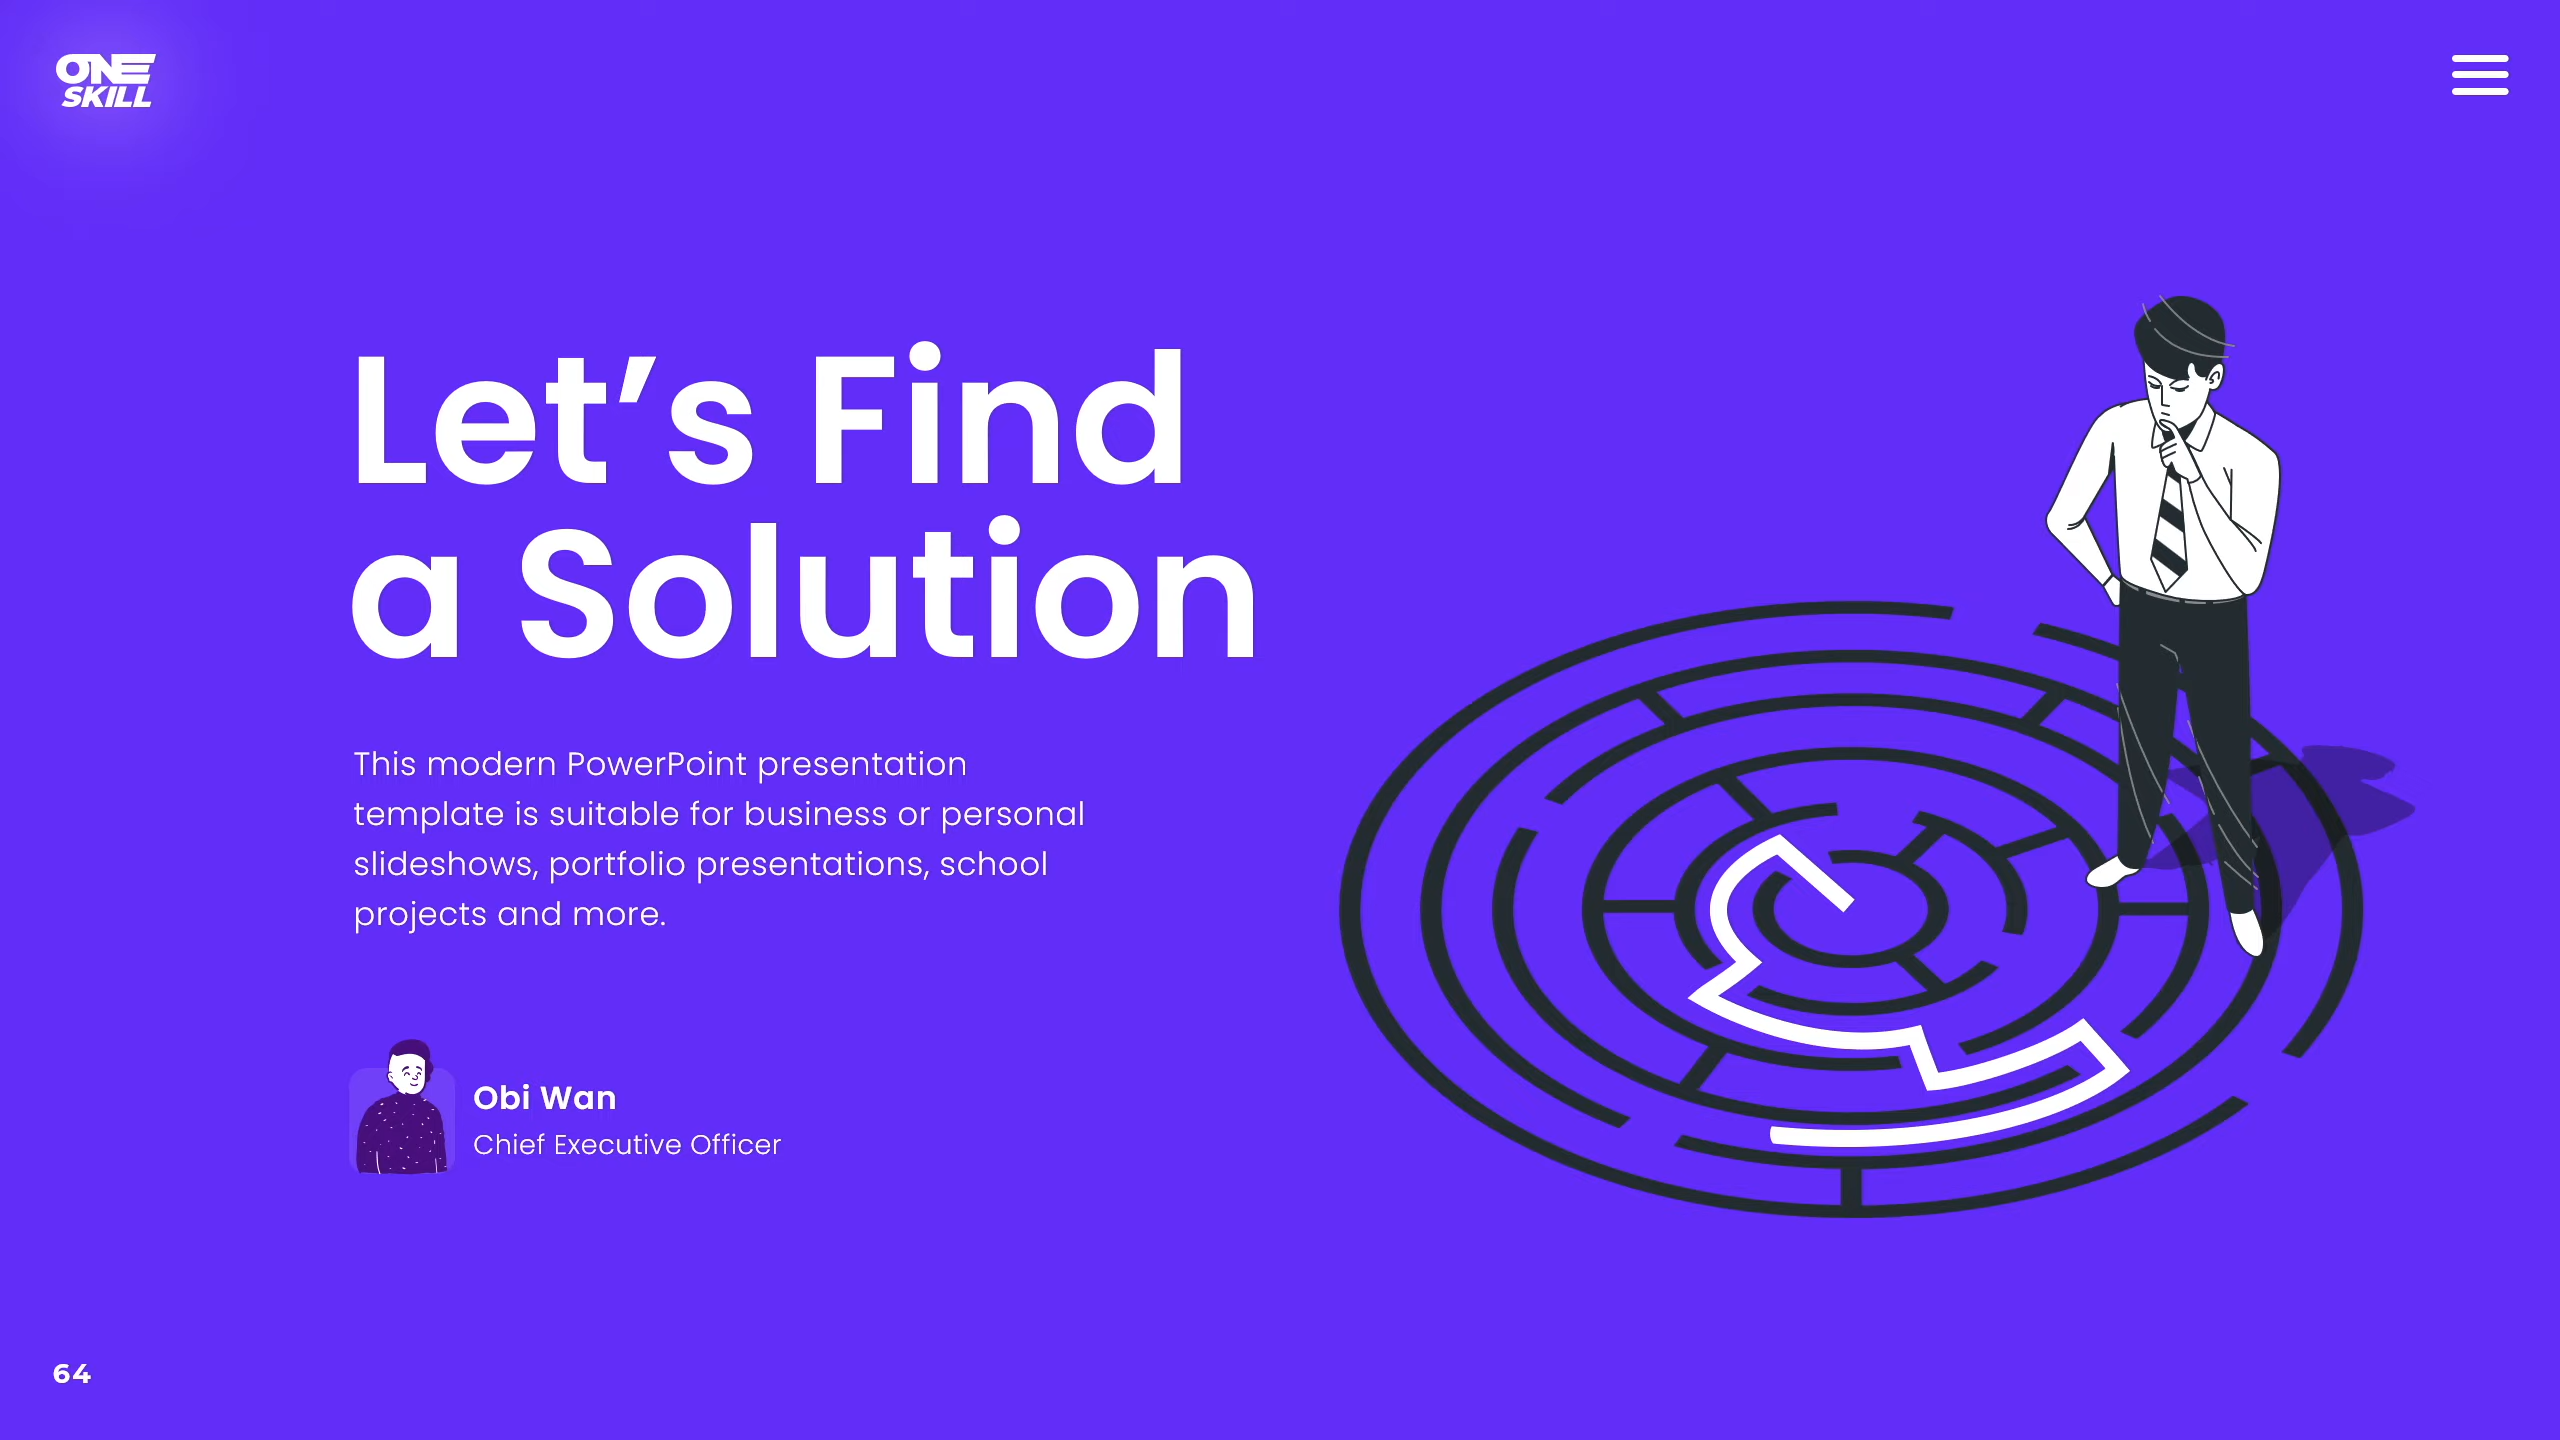 ONE
SKILL
Let’s Find
a Solution
This modern PowerPoint presentation
template is suitable for business or personal
slideshows, portfolio presentations, school
projects and more.
Obi Wan
Chief Executive Officer
64